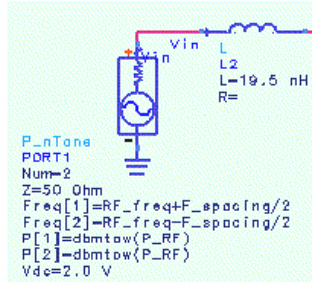 Vin
Vin
L
L2
L=19.5 nH
R=
P_nTone
PORT1
Num=2
Z=50 Ohm
Freq[1]=RF_freq+F_spacing/2
Freq[2]=RF_freq-F_spacing/2
P[1]=dbmtow(P_RF)
P[2]=dbmtow(P_RF)
Vdc=2.0 V